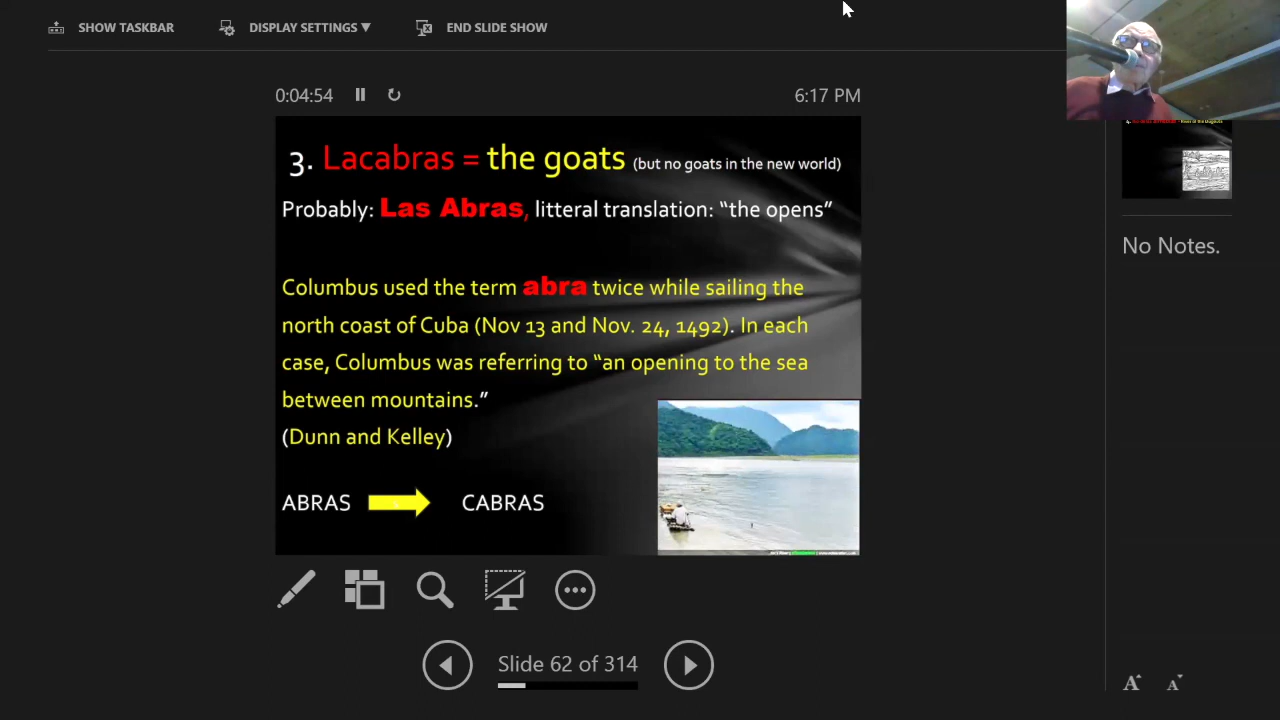 SHOW TASKBAR DISPLAY SETTINGS ▼ END SLIDE SHOW
0:04:54 6:17 PM
3. Lacabras = the goats (but no goats in the new world)
Probably: Las Abras, litteral translation: “the opens”
Columbus used the term abra twice while sailing the
north coast of Cuba (Nov 13 and Nov. 24, 1492). In each
case, Columbus was referring to “an opening to the sea
between mountains.”
(Dunn and Kelley)
ABRAS CABRAS
No Notes.
Slide 62 of 314
A A